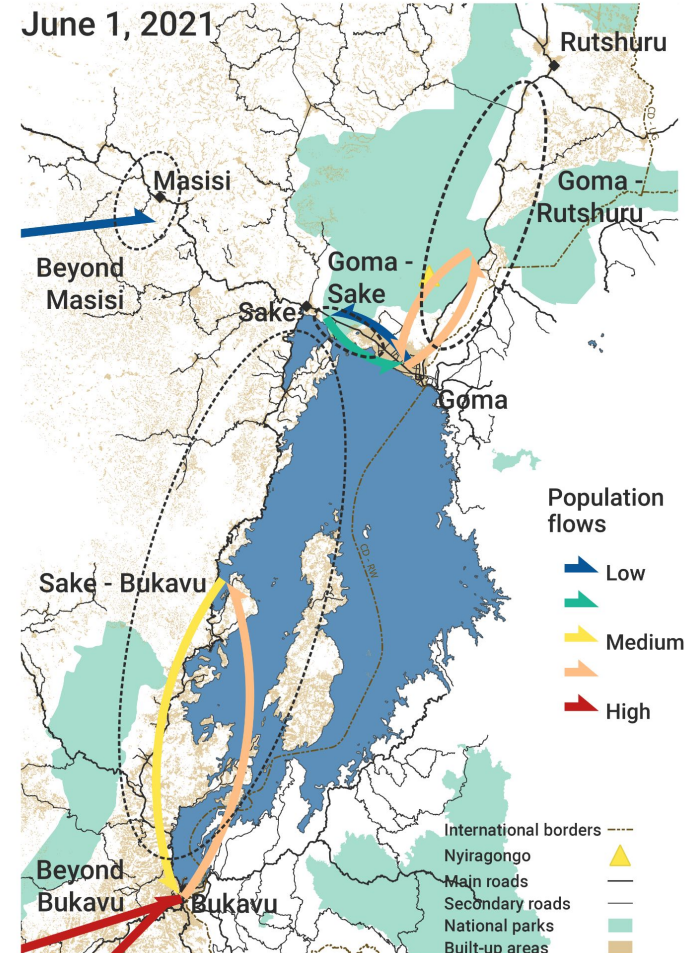 June 1, 2021
Rutshuru
Masisi
Goma -
Rutshuru
Beyond
Masisi
Goma -
Sake
Sake
Goma
CD - RW
Population
flows
Low
Medium
High
Sake - Bukavu
International borders
Nyiragongo
Main roads
Secondary roads
National parks
Built-up areas
Beyond
Bukavu
Bukavu